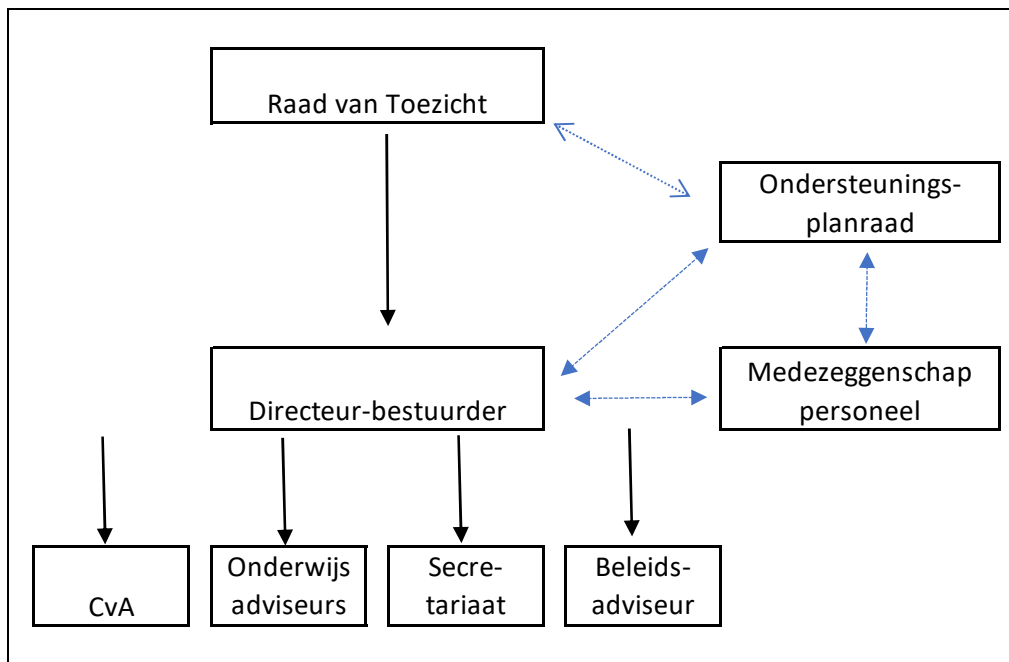 Raad van Toezicht
Ondersteunings-
planraad
Directeur-bestuurder
Medezeggenschap
personeel
CvA
Onderwijs
adviseurs
Secre-
tariaat
Beleids-
adviseur